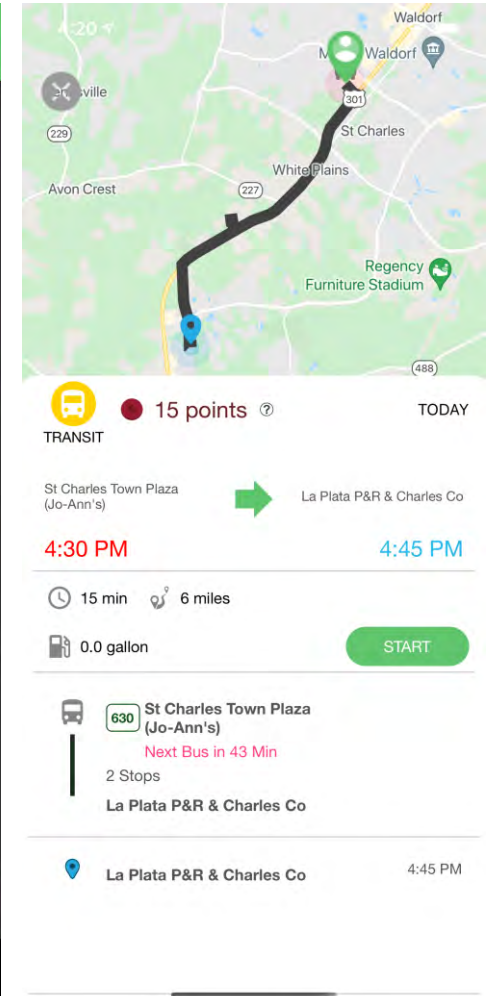 Waldorf
4:20
Waldorf
ville
301
229
St Charles
White Plains
Avon Crest
227
Regency
Furniture Stadium
488
TRANSIT
15 points ?
TODAY
St Charles Town Plaza
(Jo-Ann's)
La Plata P&R & Charles Co
4:30 PM
4:45 PM
15 min
6 miles
0.0 gallon
START
630
St Charles Town Plaza
(Jo-Ann's)
Next Bus in 43 Min
2 Stops
La Plata P&R & Charles Co
La Plata P&R & Charles Co
4:45 PM